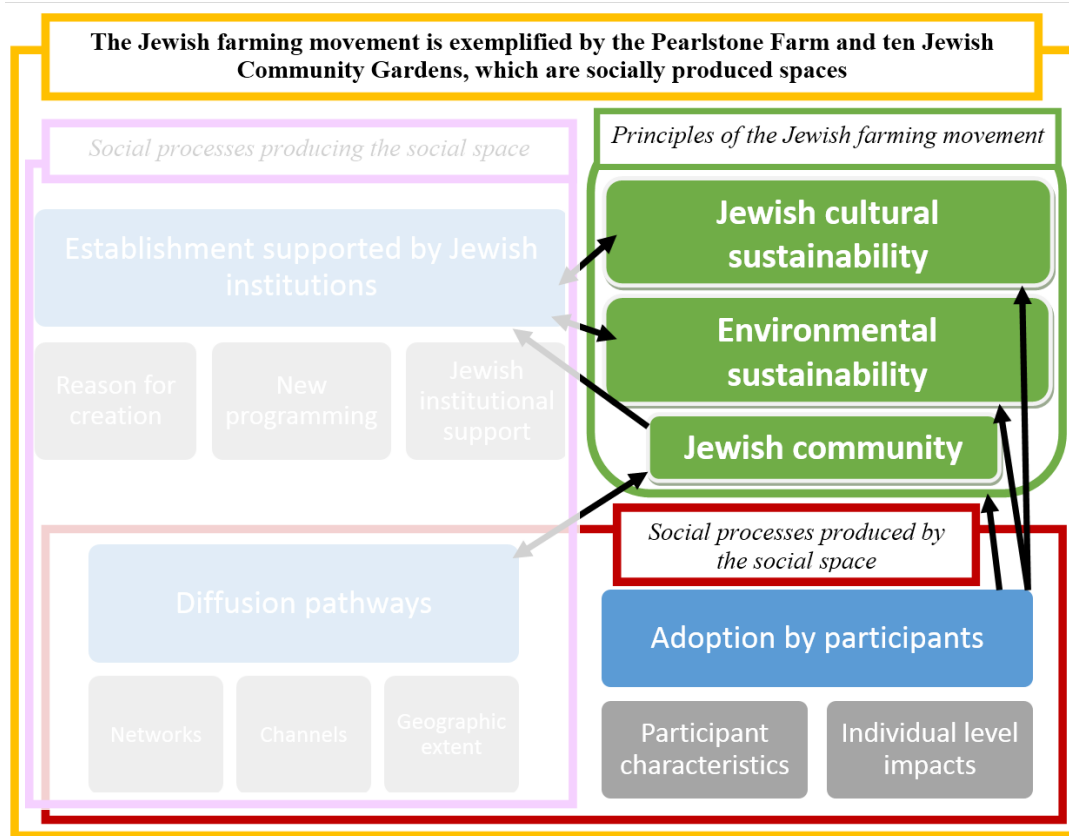 The Jewish farming movement is exemplified by the Pearlstone Farm and ten Jewish
Community Gardens, which are socially produced spaces
Social processes producing the social space
Principles of the Jewish farming movement
Establishment supported by Jewish
institutions
Jewish cultural
sustainability
Environmental
sustainability
Reason for
creation
New
programming
Jewish
institutional
support
Jewish community
Social processes produced by
the social space
Diffusion pathways
Adoption by participants
Networks
Channels
Geographic
extent
Participant
characteristics
Individual level
impacts